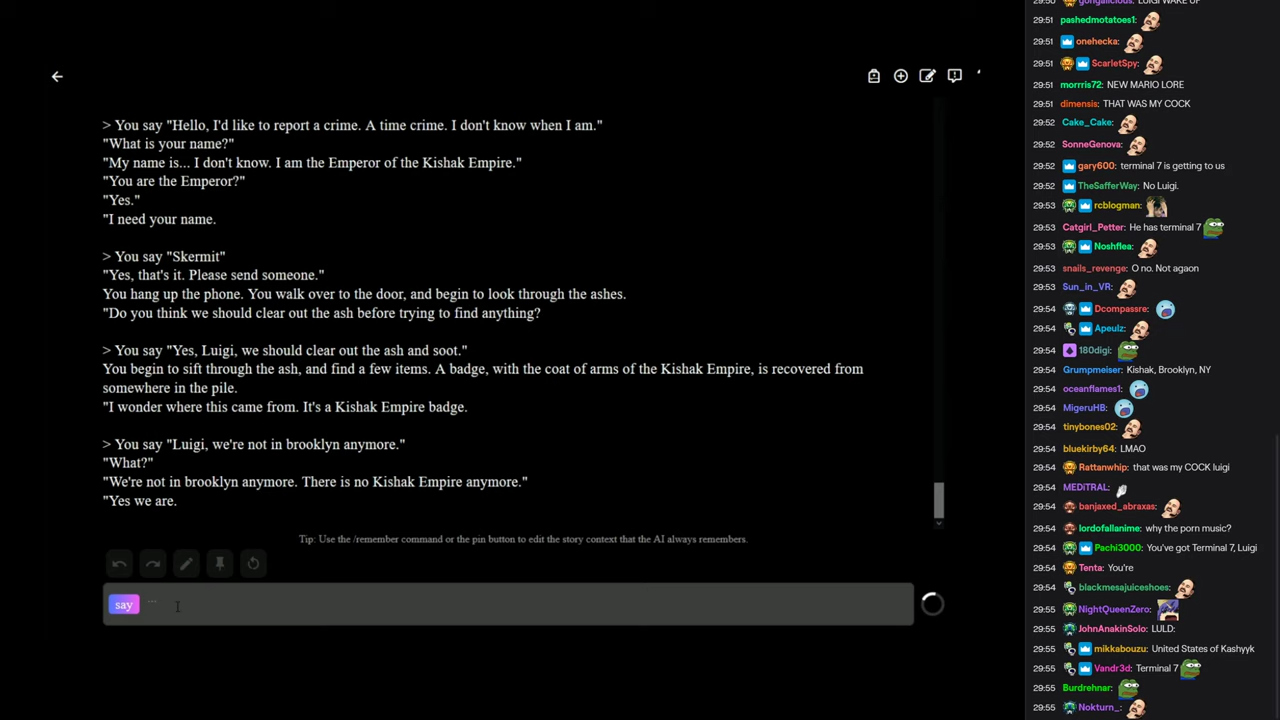 > You say "Hello, I'd like to report a crime. A time crime. I don't know when I am."
"What is your name?"
"My name is... I don't know. I am the Emperor of the Kishak Empire."
"You are the Emperor?"
"Yes."
"I need your name.
> You say "Skermit"
"Yes, that's it. Please send someone."
You hang up the phone. You walk over to the door, and begin to look through the ashes.
"Do you think we should clear out the ash before trying to find anything?
> You say "Yes, Luigi, we should clear out the ash and soot."
You begin to sift through the ash, and find a few items. A badge, with the coat of arms of the Kishak Empire, is recovered from
somewhere in the pile.
"I wonder where this came from. It's a Kishak Empire badge.
> You say "Luigi, we're not in brooklyn anymore."
"What?"
"We're not in brooklyn anymore. There is no Kishak Empire anymore."
"Yes we are.
Tip: Use the /remember command or the pin button to edit the story context that the AI always remembers.
say ...
29:50 gongalicious: LUIGI WAKE UP
29:51 pashedmotatoes1:
29:51 onehecka:
29:51 ScarletSpy:
29:51 morrris72: NEW MARIO LORE
29:51 dimensis: THAT WAS MY COCK
29:52 Cake_Cake:
29:52 SonneGenova:
29:52 gary600: terminal 7 is getting to us
29:52 TheSafferWay: No Luigi.
29:53 rcblogman:
29:53 Catgirl_Petter: He has terminal 7
29:53 Noshflea:
29:53 snails_revenge: O no. Not agaon
29:53 Sun_in_VR:
29:54 Dcompassre:
29:54 Apeulz:
29:54 180digi:
29:54 Grumpmeiser: Kishak, Brooklyn, NY
29:54 oceanflames1:
29:54 MigeruHB:
29:54 tinybones02:
29:54 bluekirby64: LMAO
29:54 Rattanwhip: that was my COCK luigi
29:54 MEDiTRAL:
29:54 banjaxed_abraxas:
29:54 lordofallanime: why the porn music?
29:54 Pachi3000: You've got Terminal 7, Luigi
29:54 Tenta: You're
29:54 blackmesajuiceshoes:
29:55 NightQueenZero:
29:55 JohnAnakinSolo: LULD:
29:55 mikkabouzu: United States of Kashyyk
29:55 Vandr3d: Terminal 7
29:55 Burdrehnar:
29:55 Nokturn_: